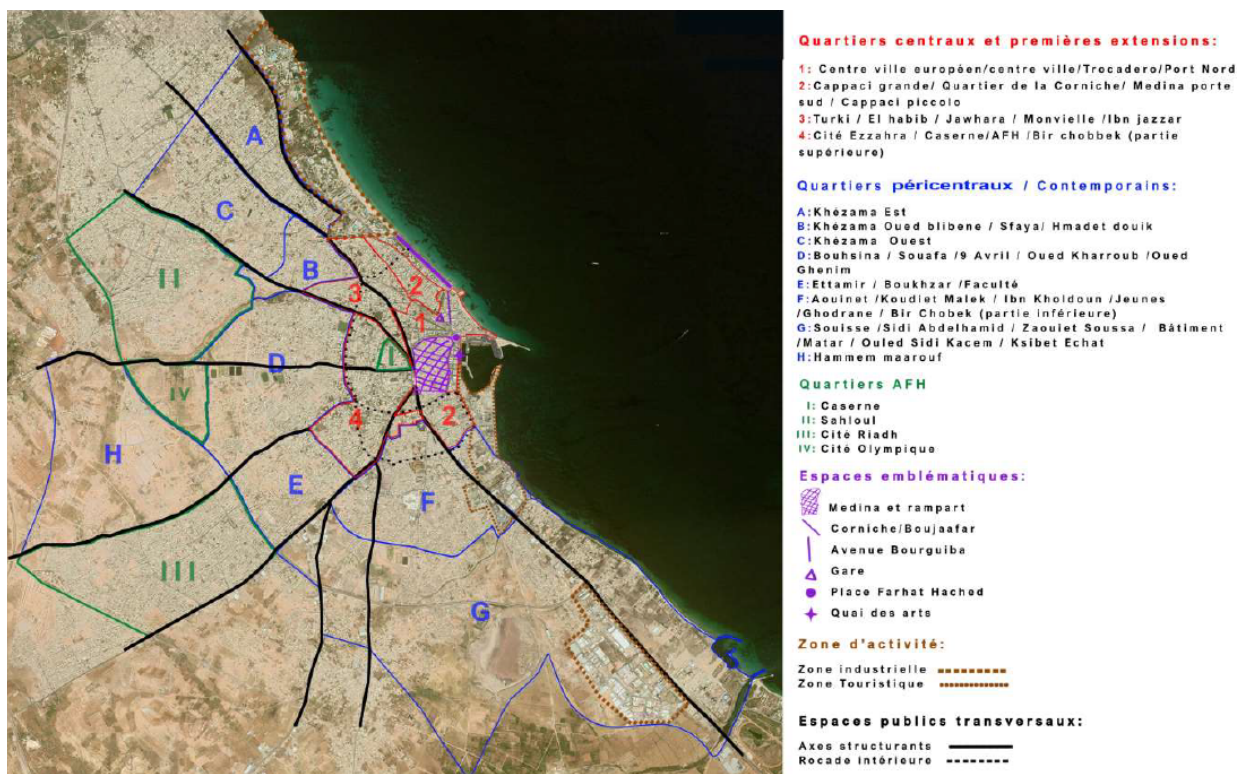 A
C
II
B
2
3
1
I
D
IV
4
2
H
E
F
III
G
Quartiers centraux et premières extensions:
1: Centre ville européen/centre ville/Trocadero/Port Nord
2:Cappaci grande/ Quartier de la Corniche/ Medina porte
sud / Cappaci piccolo
3: Turki / El habib / Jawhara / Monvielle /Ibn jazzar
4:Cité Ezzahra / Caserne/AFH /Bir chobbek (partie
supérieure)
Quartiers péricentraux / Contemporains:
A:Khézama Est
B:Khézama Oued blibene / Sfaya/ Hmadet douik
C:Khézama Ouest
D:Bouhsina / Souafa /9 Avril / Oued Kharroub /Oued
Ghenim
E:Ettamir / Boukhzar /Faculté
F:Aouinet /Koudiet Malek / Ibn Kholdoun /Jeunes
/Ghodrane / Bir Chobek (partie inférieure)
G:Souisse /Sidi Abdelhamid / Zaouiet Soussa / Bâtiment
/Matar / Ouled Sidi Kacem / Ksibet Echat
H:Hammem maarouf
Quartiers AFH
I: Caserne
II: Sahloul
III: Cité Riadh
IV: Cité Olympique
Espaces emblématiques:
Medina et rampart
Corniche/Boujaafar
Avenue Bourguiba
Gare
Place Farhat Hached
Quai des arts
Zone d'activité:
Zone industrielle
Zone Touristique
Espaces publics transversaux:
Axes structurants
Rocade intérieure